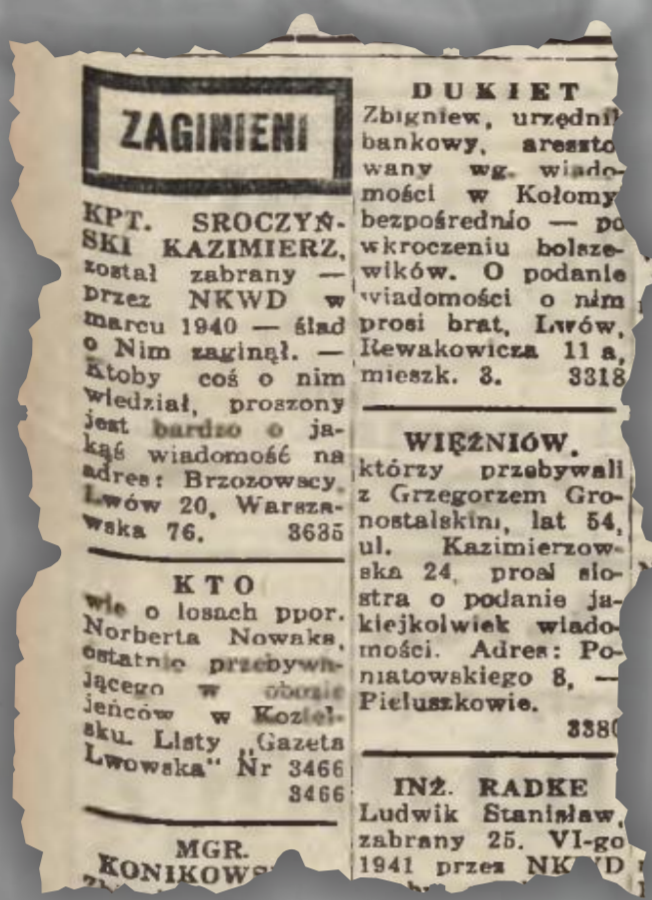 ZAGINIENI
KPT. SROCZYŃ-
SKI KAZIMIERZ,
został zabrany —
przez NKWD w
marcu 1940 — ślad
o Nim zaginął. —
Ktoby coś o nim
wiedział, proszony
jest bardzo o ja-
kąś wiadomość na
adres: Brzozowscy,
Lwów 20, Warsza-
wska 76. 3635
KTO
wie o losach ppor.
Norberta Nowaka,
ostatnio przebywa-
jącego w obozie
jeńców w Koziel-
sku. Listy „Gazeta
Lwowska" Nr 3466
3466
MGR.
KONIKOWS
DUKIET
Zbigniew, urzędnik
bankowy, areszto
wany wg. wiado-
mości w Kołomy
bezpośrednio — po
wkroczeniu bolsze-
wików. O podanie
wiadomości o nim
prosi brat, Lwów,
Rewakowicza 11 a,
mieszk. 3. 3318
WIĘŹNIÓW,
którzy przebywali
z Grzegorzem Gro-
nostalskim, lat 54,
ul. Kazimierzow-
ska 24, prosi sio-
stra o podanie ja-
kiejkolwiek wiado-
mości. Adres: Po-
niatowskiego 8, —
Pietuszkowie.
3380
INŻ. RADKE
Ludwik Stanisław,
zabrany 25. VI-go
1941 przez NKWD